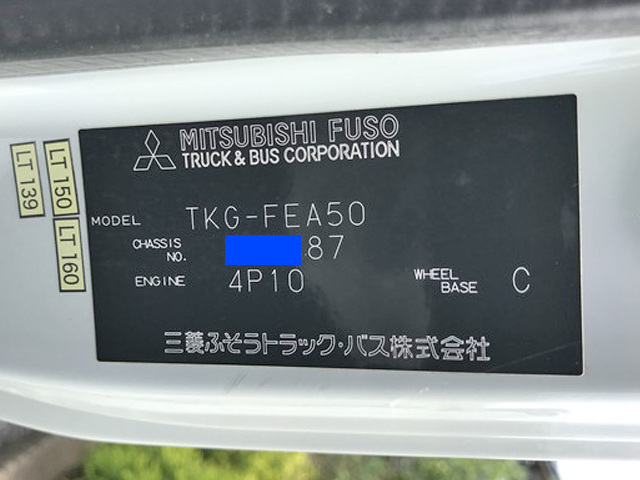 MITSUBISHI FUSO
TRUCK & BUS CORPORATION
LT 139
LT 150
LT 160
MODEL TKG-FEA50
CHASSIS NO. 87
ENGINE 4P10 WHEEL BASE C
三菱ふそうトラック・バス株式会社